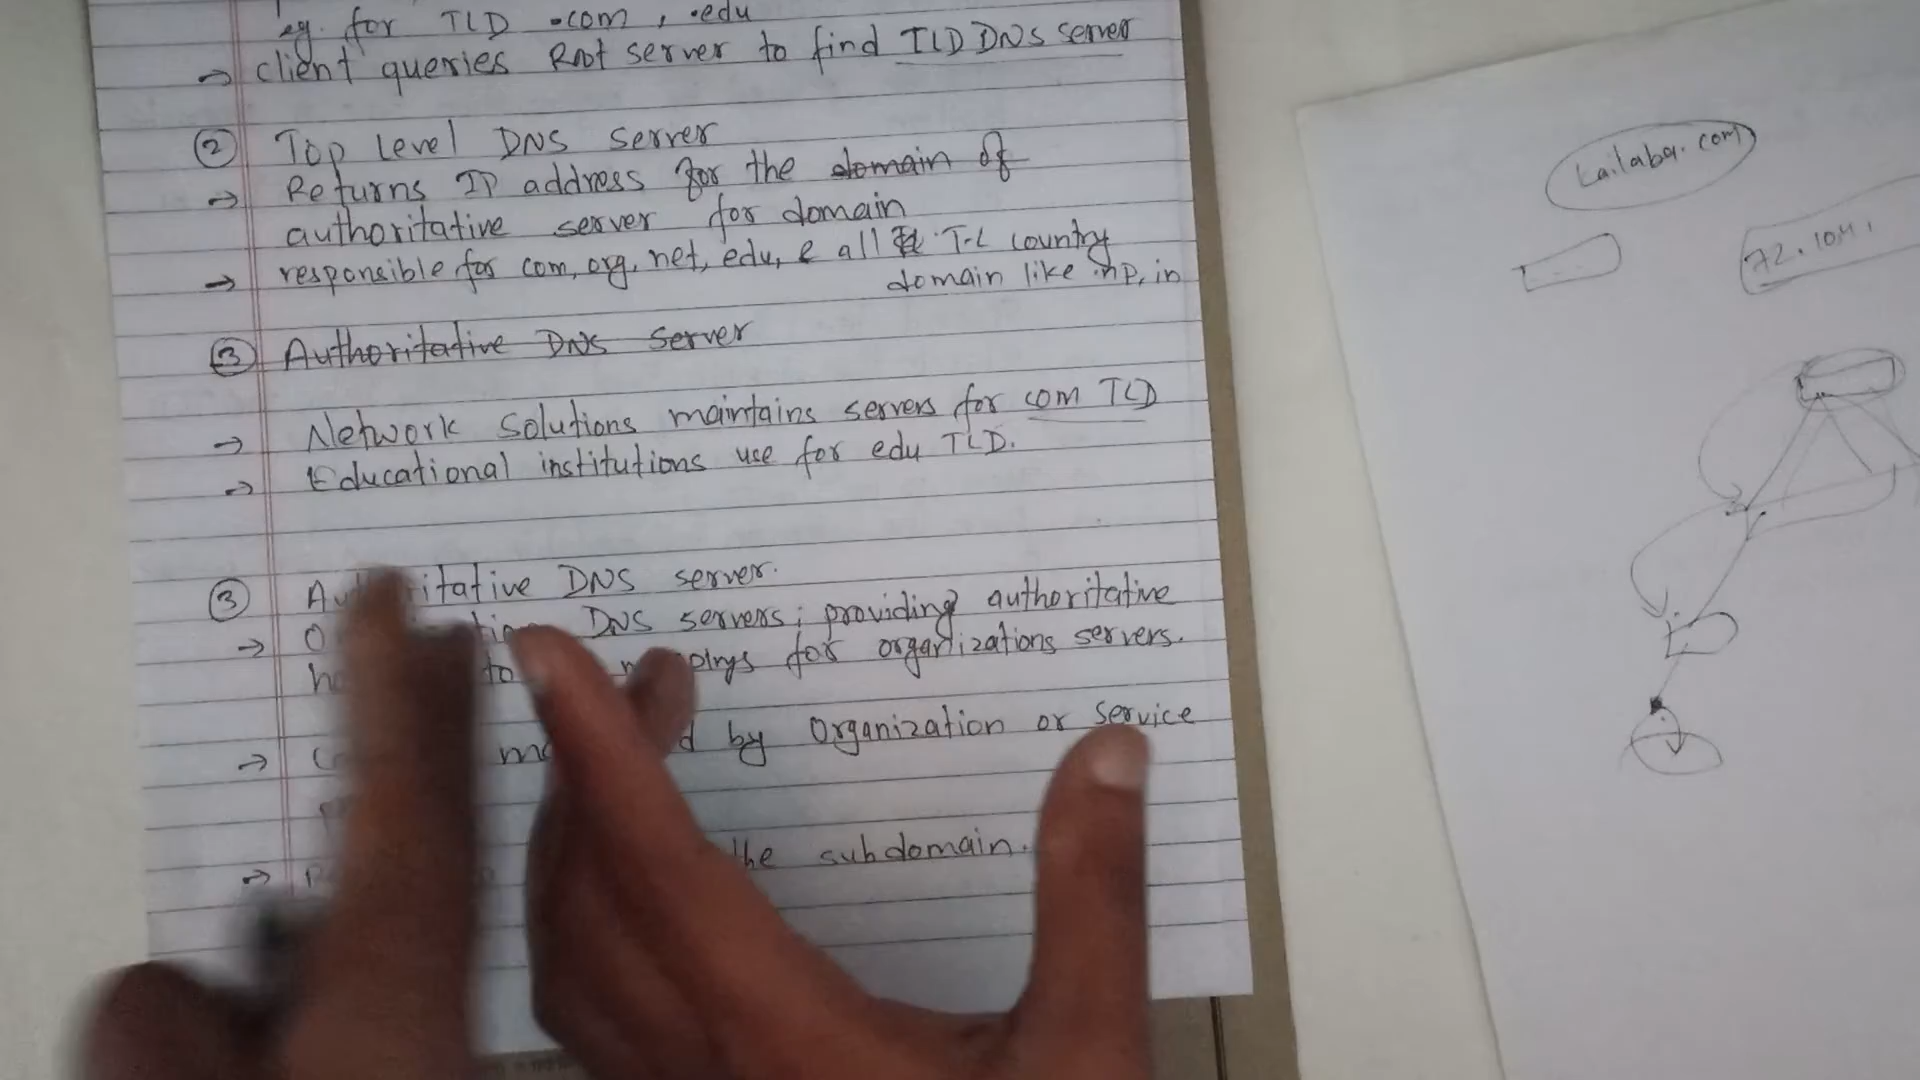 eg. for TLD .com, .edu
→ client queries Root server to find TLD DNS server
② Top Level DNS server
→ Returns IP address for the domain of
authoritative server for domain
→ responsible for com, org, net, edu, & all T-L country
domain like .np, in
③ Authoritative DNS server
→ Network Solutions maintains servers for com TLD
→ Educational institutions use for edu TLD.
③ Authoritative DNS server.
→ DNS servers; providing authoritative
to for organizations servers.
→ by Organization or service
→ the subdomain.
kailaba.com
72.104.